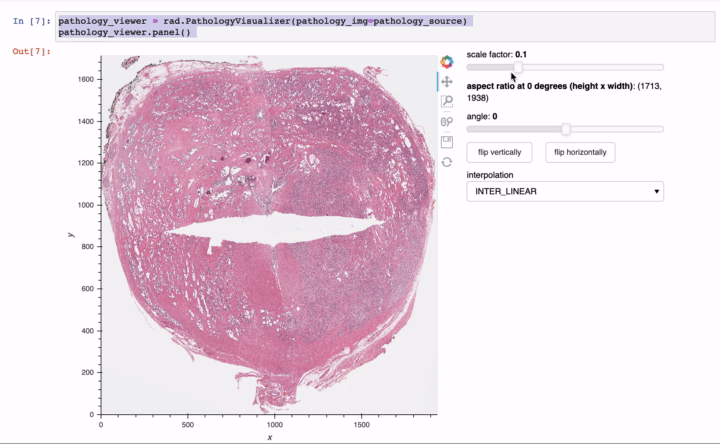 In [7]: pathology_viewer = rad.PathologyVisualizer(pathology_img=pathology_source)
pathology_viewer.panel()
Out[7]:
scale factor: 0.1
aspect ratio at 0 degrees (height x width): (1713,
1938)
angle: 0
flip vertically flip horizontally
interpolation
INTER_LINEAR
1600
1400
1200
1000
800
600
400
200
0
y
0 500 1000 1500
x